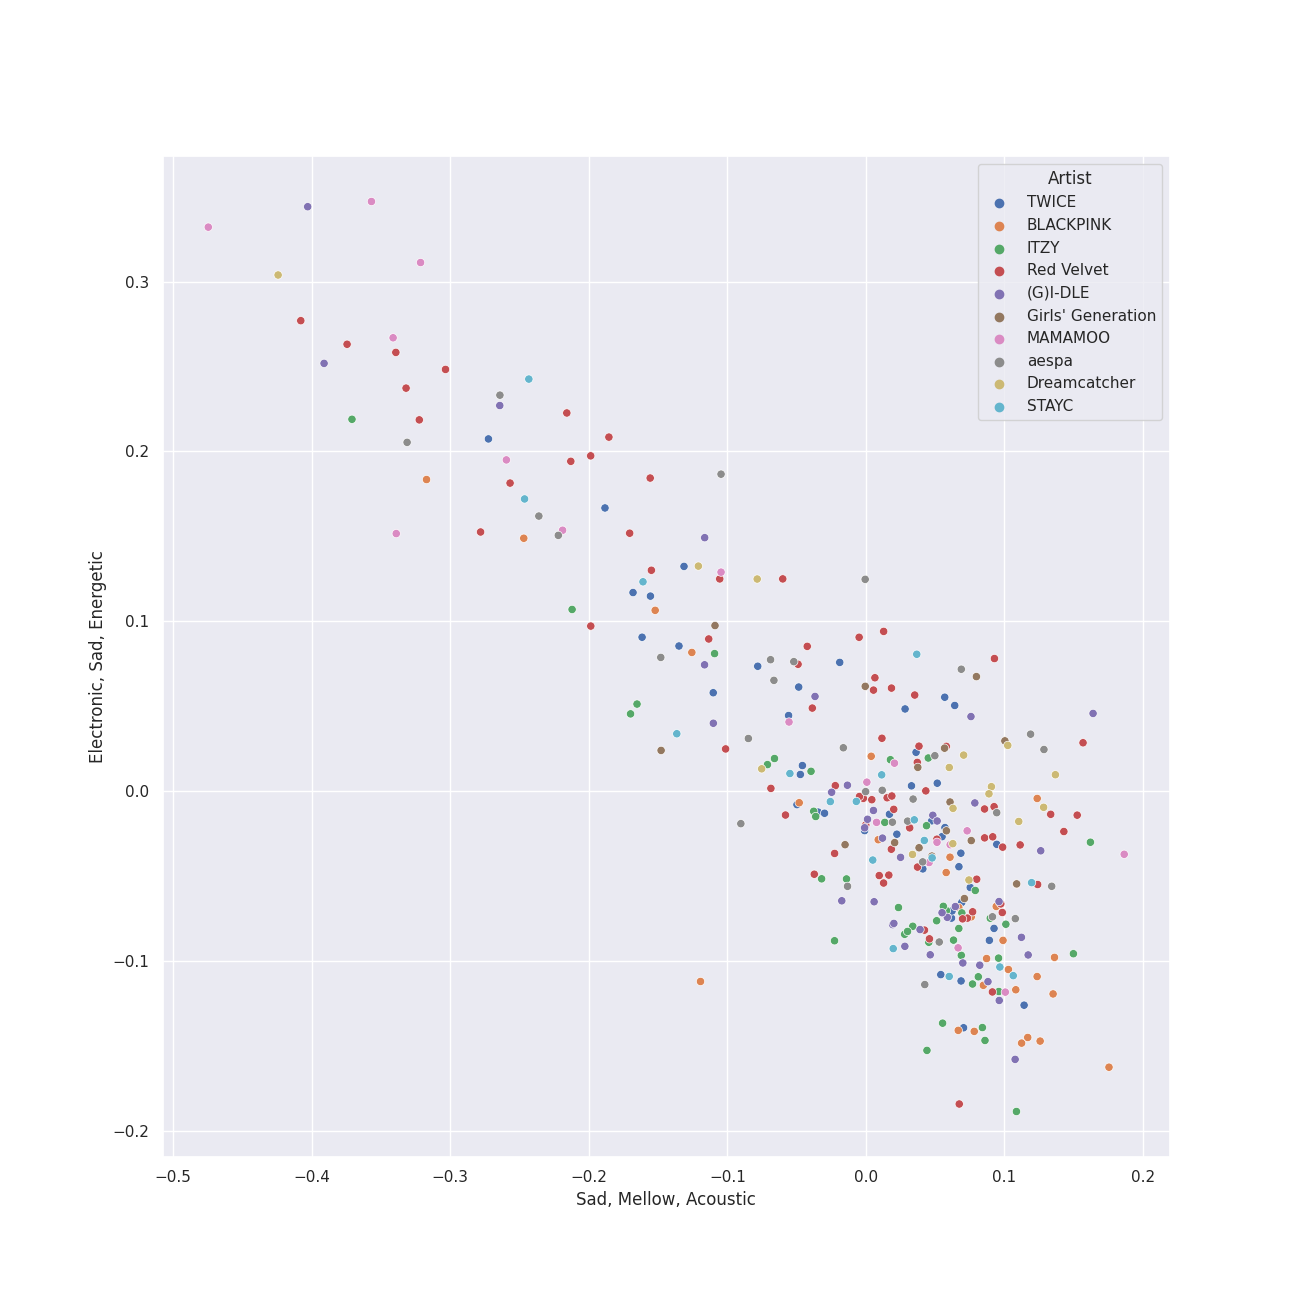 Artist
TWICE
BLACKPINK
ITZY
Red Velvet
(G)I-DLE
Girls' Generation
MAMAMOO
aespa
Dreamcatcher
STAYC
Electronic, Sad, Energetic
0.3
0.2
0.1
0.0
−0.1
−0.2
−0.5 −0.4 −0.3 −0.2 −0.1 0.0 0.1 0.2
Sad, Mellow, Acoustic